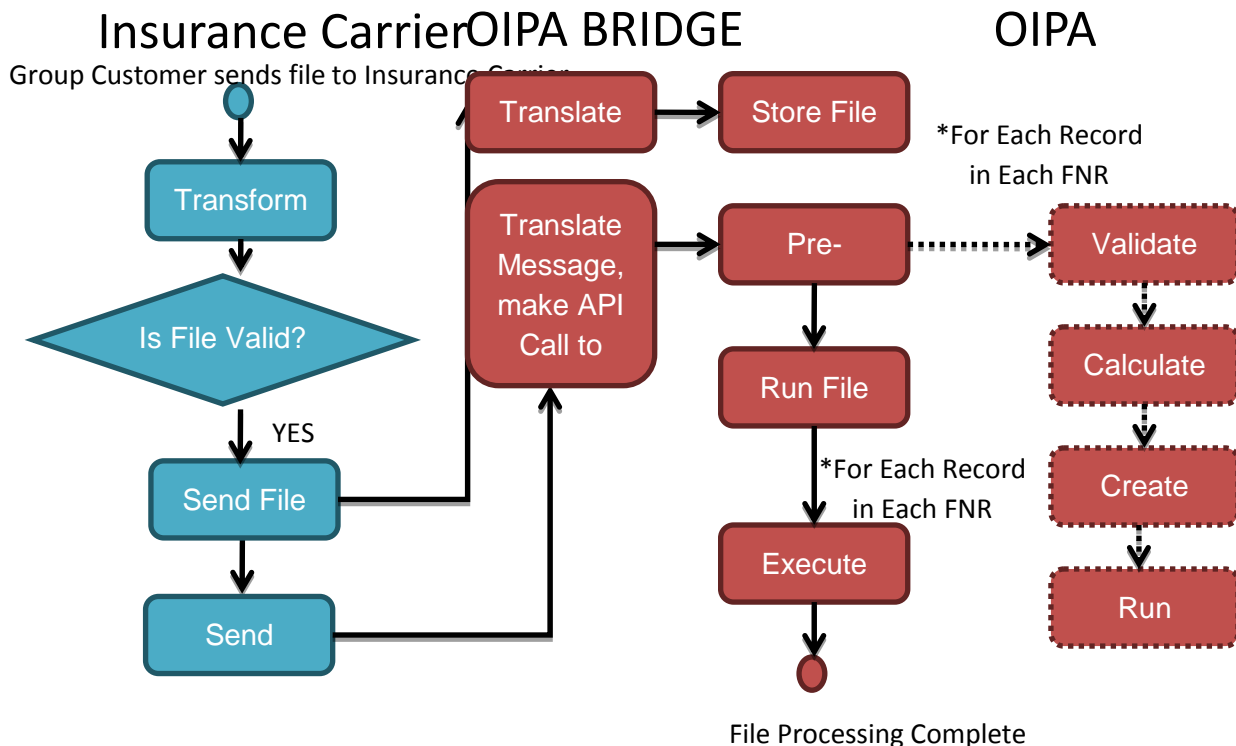 Insurance Carrier
OIPA BRIDGE
OIPA
Group Customer sends file to Insurance Carrier
Transform
Is File Valid?
YES
Send File
Send
Translate
Store File
Translate
Message,
make API
Call to
Pre-
Run File
*For Each Record
in Each FNR
Execute
File Processing Complete
*For Each Record
in Each FNR
Validate
Calculate
Create
Run